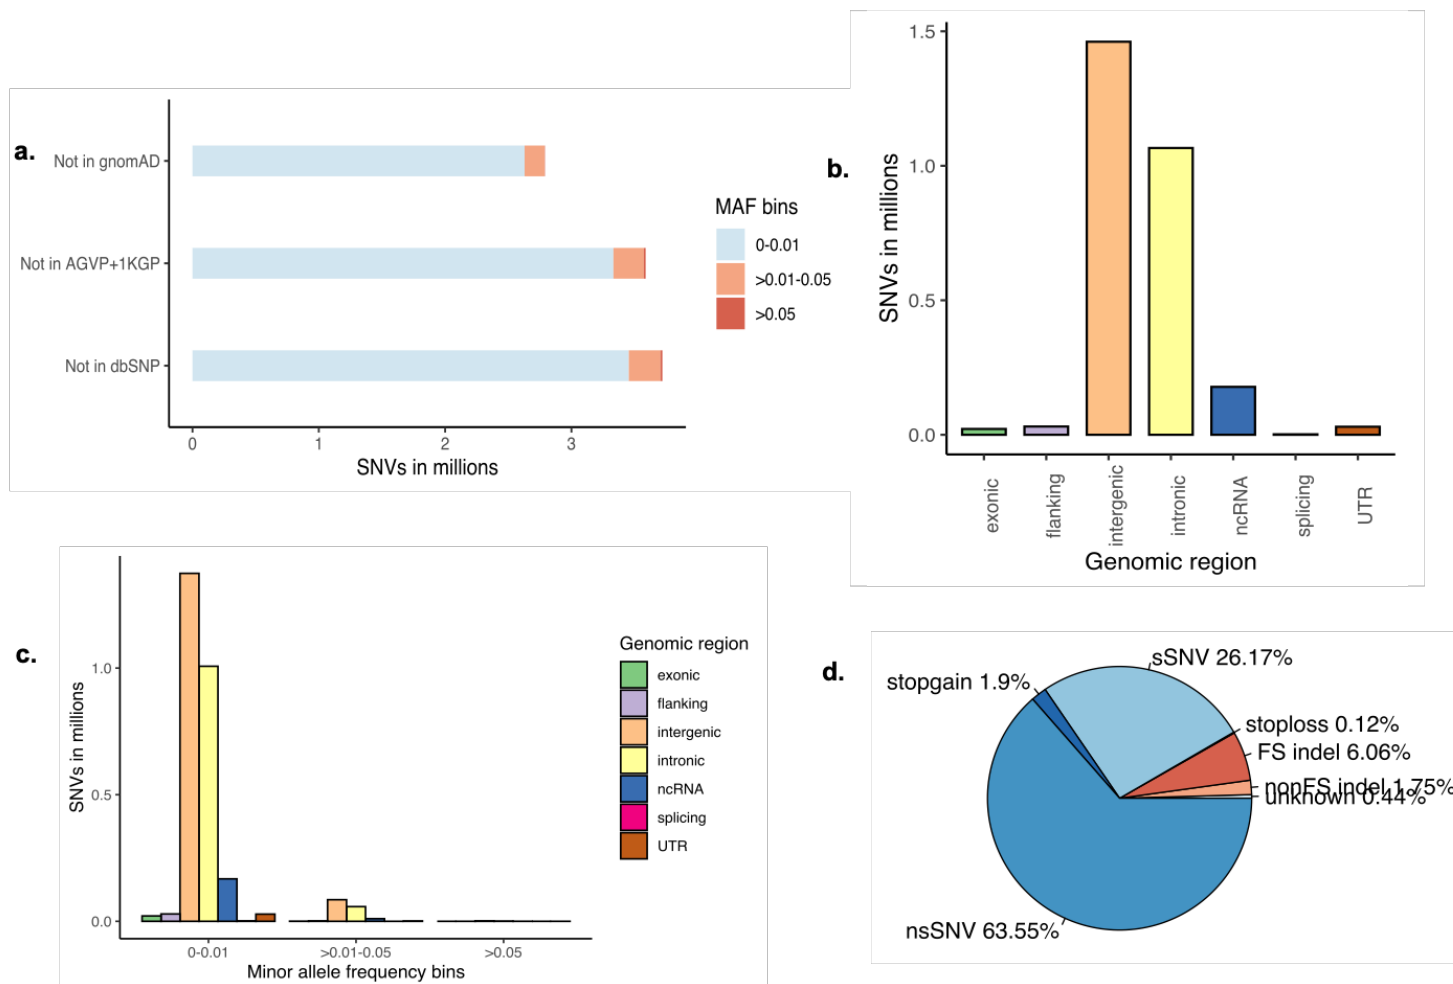 a.
Not in gnomAD
Not in AGVP+1KGP
Not in dbSNP
0 1 2 3
SNVs in millions
MAF bins
0-0.01
>0.01-0.05
>0.05
b.
SNVs in millions
1.5
1.0
0.5
0.0
exonic flanking intergenic intronic ncRNA splicing UTR
Genomic region
c.
SNVs in millions
1.0
0.5
0.0
0-0.01 >0.01-0.05 >0.05
Minor allele frequency bins
Genomic region
exonic
flanking
intergenic
intronic
ncRNA
splicing
UTR
d.
sSNV 26.17%
stopgain 1.9%
stoploss 0.12%
FS indel 6.06%
nonFS indel 1.75%
unknown 0.44%
nsSNV 63.55%